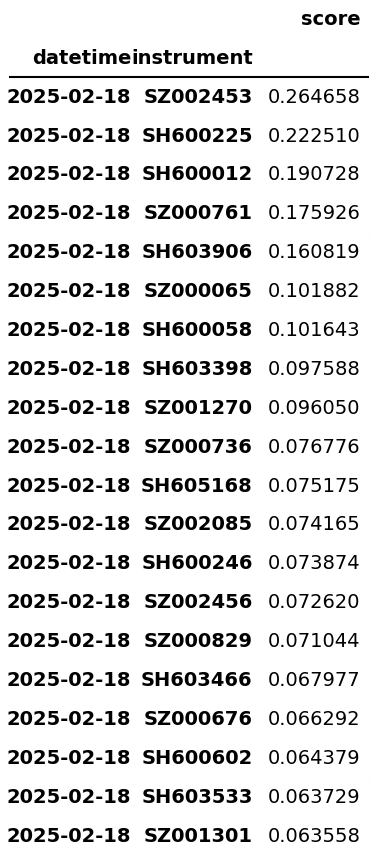 score
datetime instrument
2025-02-18 SZ002453 0.264658
2025-02-18 SH600225 0.222510
2025-02-18 SH600012 0.190728
2025-02-18 SZ000761 0.175926
2025-02-18 SH603906 0.160819
2025-02-18 SZ000065 0.101882
2025-02-18 SH600058 0.101643
2025-02-18 SH603398 0.097588
2025-02-18 SZ001270 0.096050
2025-02-18 SZ000736 0.076776
2025-02-18 SH605168 0.075175
2025-02-18 SZ002085 0.074165
2025-02-18 SH600246 0.073874
2025-02-18 SZ002456 0.072620
2025-02-18 SZ000829 0.071044
2025-02-18 SH603466 0.067977
2025-02-18 SZ000676 0.066292
2025-02-18 SH600602 0.064379
2025-02-18 SH603533 0.063729
2025-02-18 SZ001301 0.063558